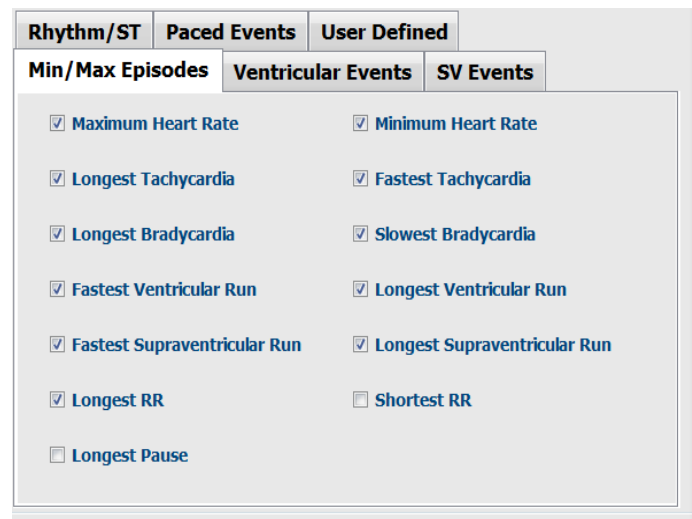 Rhythm/ST Paced Events User Defined
Min/Max Episodes Ventricular Events SV Events
Maximum Heart Rate Minimum Heart Rate
Longest Tachycardia Fastest Tachycardia
Longest Bradycardia Slowest Bradycardia
Fastest Ventricular Run Longest Ventricular Run
Fastest Supraventricular Run Longest Supraventricular Run
Longest RR Shortest RR
Longest Pause